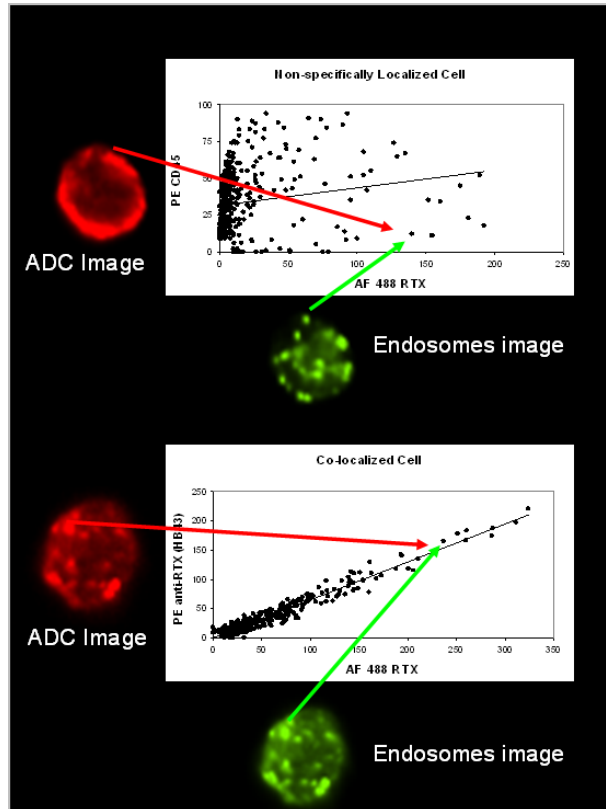 Non-specifically Localized Cell
100
75
50
25
0
PE CD45
0 50 100 150 200 250
AF 488 RTX
ADC Image
Endosomes image
Co-localized Cell
250
200
150
100
50
0
PE anti-RTX (HB43)
0 50 100 150 200 250 300 350
AF 488 RTX
ADC Image
Endosomes image